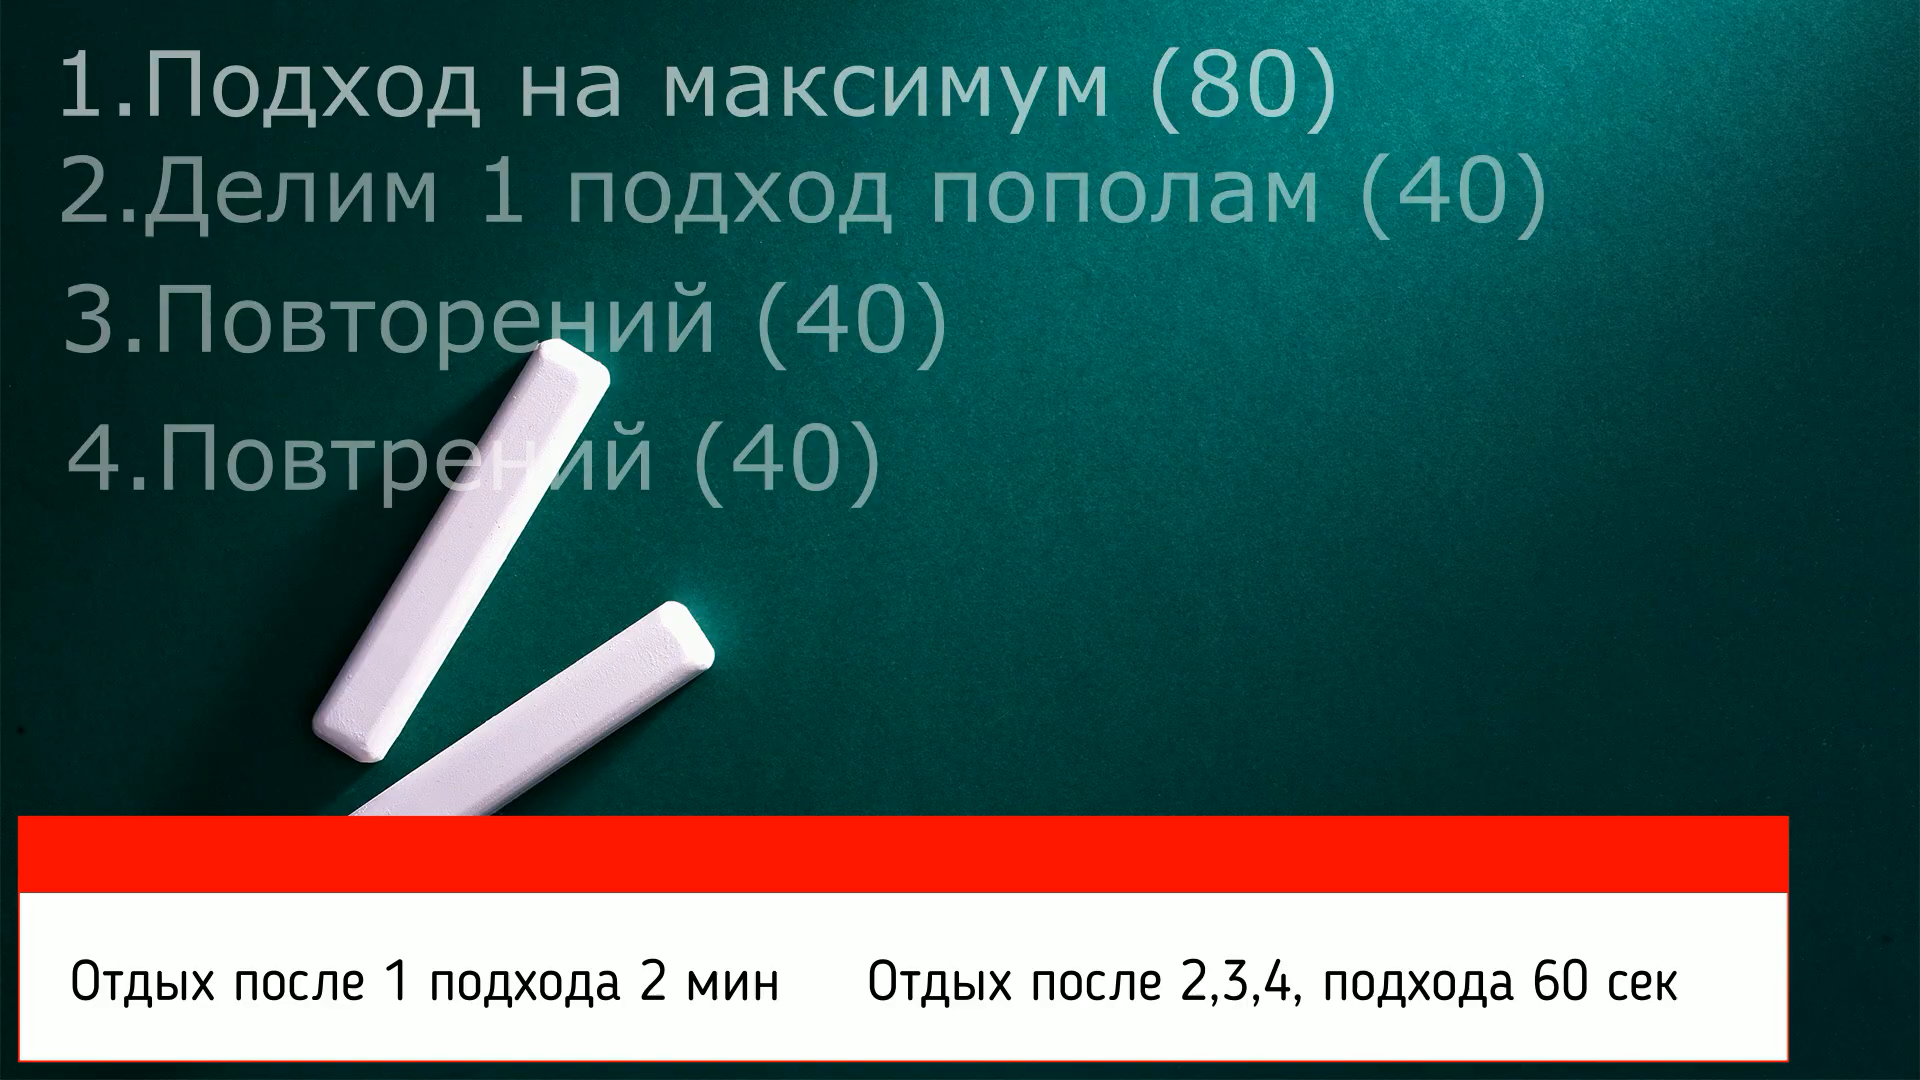 1.Подход на максимум (80)
2.Делим 1 подход пополам (40)
3.Повторений (40)
4.Повтрений (40)
Отдых после 1 подхода 2 мин
Отдых после 2,3,4, подхода 60 сек